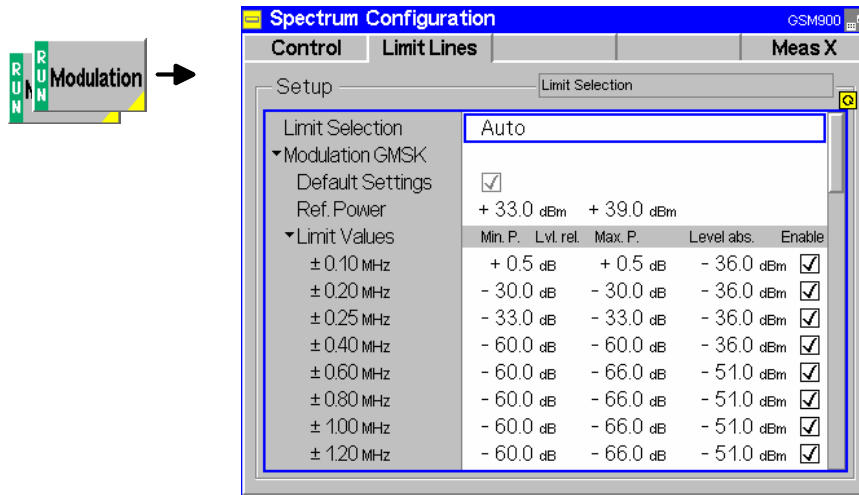 RUN
RUN Modulation
Spectrum Configuration GSM900
Control Limit Lines Meas X
Setup Limit Selection
Limit Selection Auto
Modulation GMSK
Default Settings
Ref. Power + 33.0 dBm + 39.0 dBm
Limit Values Min. P. Lvl. rel. Max. P. Level abs. Enable
± 0.10 MHz + 0.5 dB + 0.5 dB - 36.0 dBm
± 0.20 MHz - 30.0 dB - 30.0 dB - 36.0 dBm
± 0.25 MHz - 33.0 dB - 33.0 dB - 36.0 dBm
± 0.40 MHz - 60.0 dB - 60.0 dB - 36.0 dBm
± 0.60 MHz - 60.0 dB - 66.0 dB - 51.0 dBm
± 0.80 MHz - 60.0 dB - 66.0 dB - 51.0 dBm
± 1.00 MHz - 60.0 dB - 66.0 dB - 51.0 dBm
± 1.20 MHz - 60.0 dB - 66.0 dB - 51.0 dBm